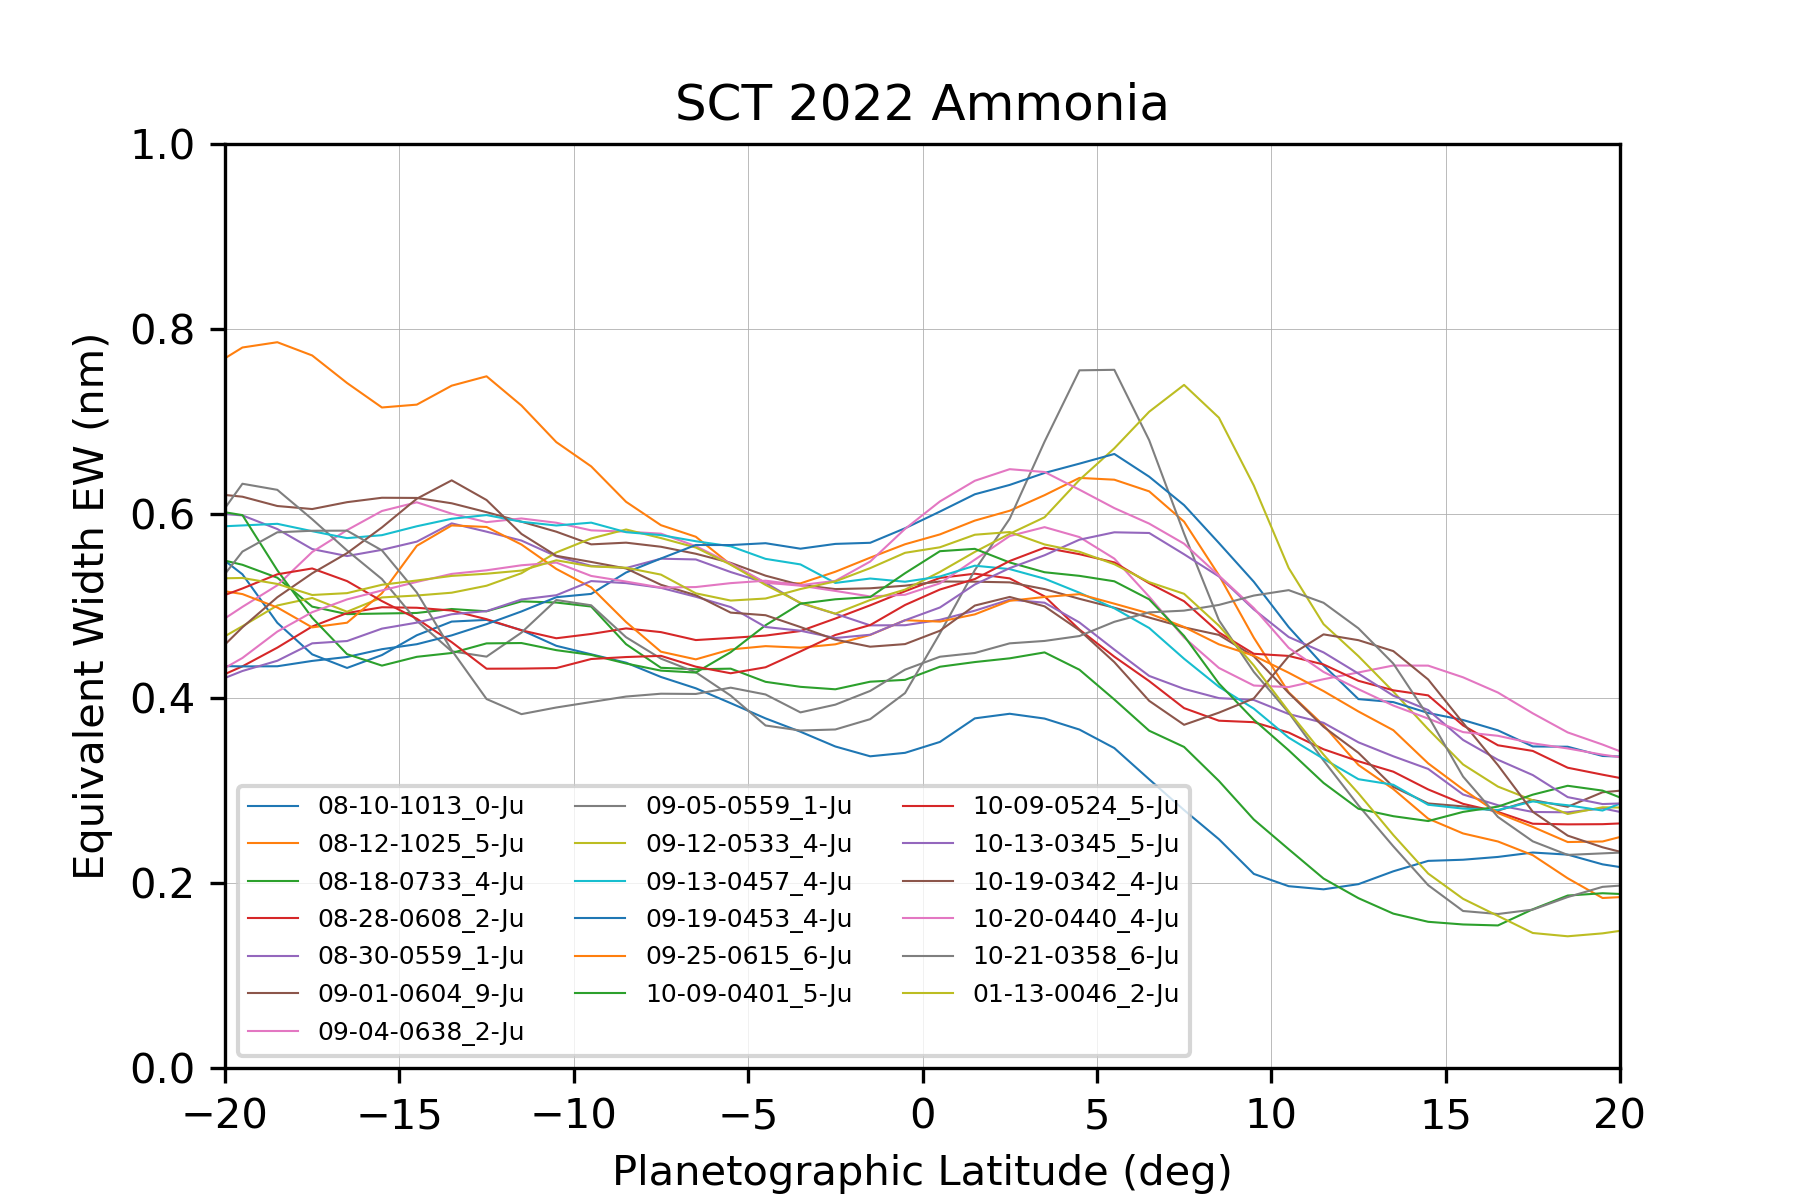 SCT 2022 Ammonia
Equivalent Width EW (nm)
1.0
0.8
0.6
0.4
0.2
0.0
08-10-1013_0-Ju
08-12-1025_5-Ju
08-18-0733_4-Ju
08-28-0608_2-Ju
08-30-0559_1-Ju
09-01-0604_9-Ju
09-04-0638_2-Ju
09-05-0559_1-Ju
09-12-0533_4-Ju
09-13-0457_4-Ju
09-19-0453_4-Ju
09-25-0615_6-Ju
10-09-0401_5-Ju
10-09-0524_5-Ju
10-13-0345_5-Ju
10-19-0342_4-Ju
10-20-0440_4-Ju
10-21-0358_6-Ju
01-13-0046_2-Ju
−20 −15 −10 −5 0 5 10 15 20
Planetographic Latitude (deg)